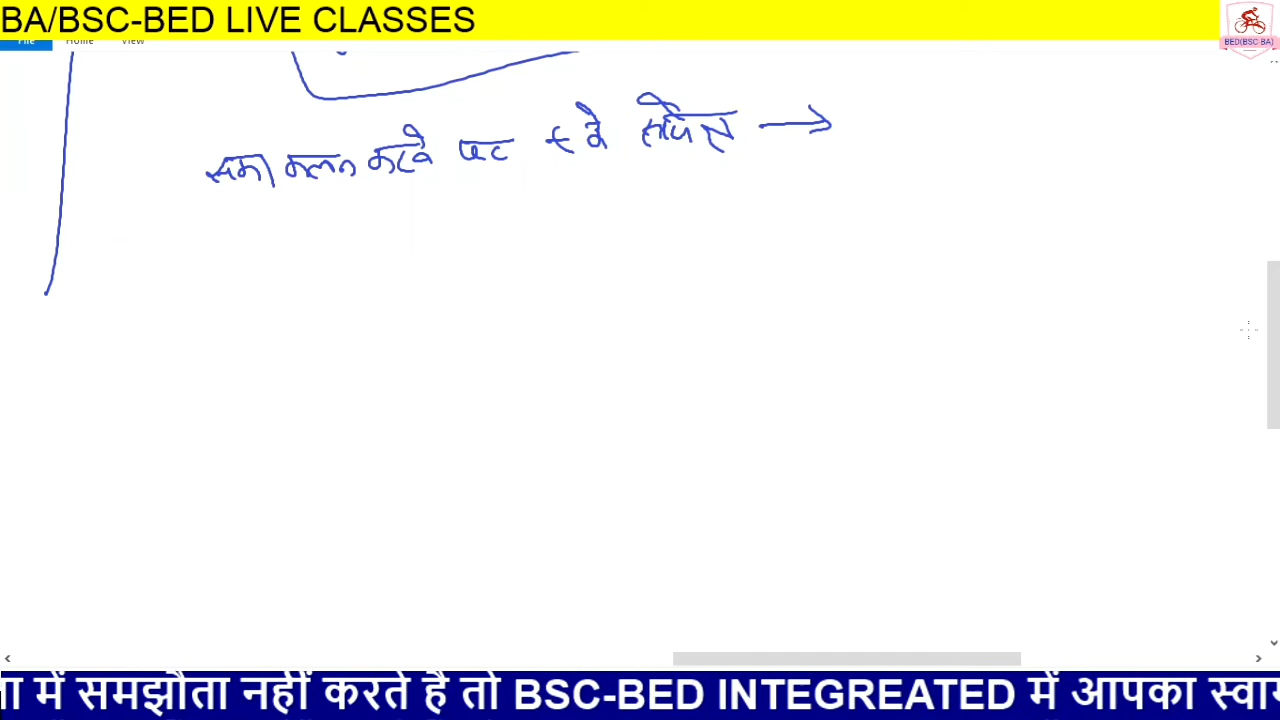 BA/BSC-BED LIVE CLASSES
BED(BSC BA)
File Home View
समाकलन करने पर t के सापेक्ष →
ा में समझौता नहीं करते है तो BSC-BED INTEGREATED में आपका स्वा